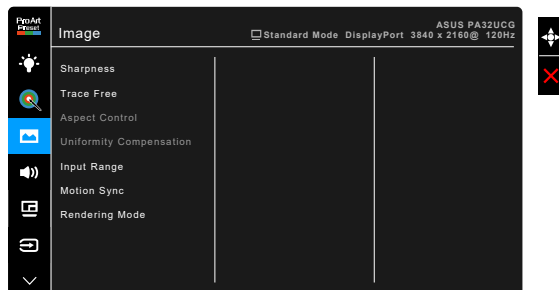 ProArt
Preset
Image
ASUS PA32UCG
Standard Mode DisplayPort 3840 x 2160@ 120Hz
Sharpness
Trace Free
Aspect Control
Uniformity Compensation
Input Range
Motion Sync
Rendering Mode